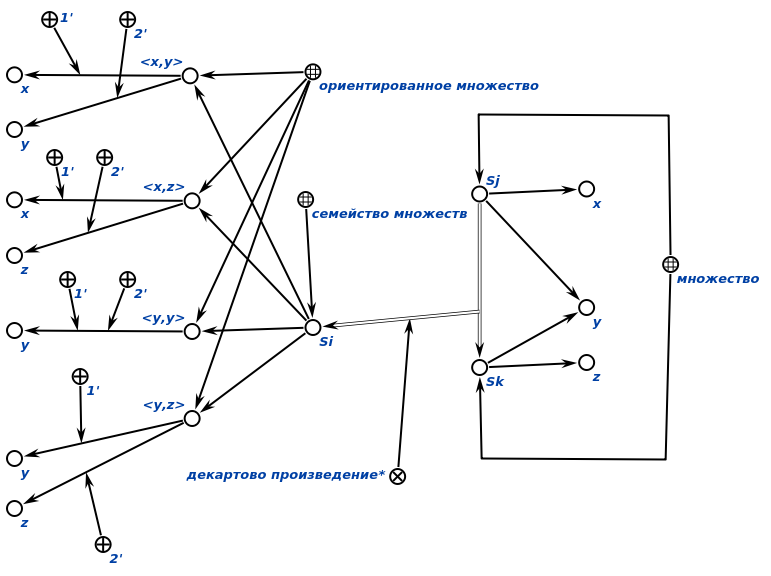 1'
2'
<x,y>
x
ориентированное множество
y
1'
2'
Sj
<x,z>
x
x
семейство множеств
z
множество
1'
2'
<y,y>
y
y
Si
z
Sk
1'
<y,z>
y
декартово произведение*
z
2'